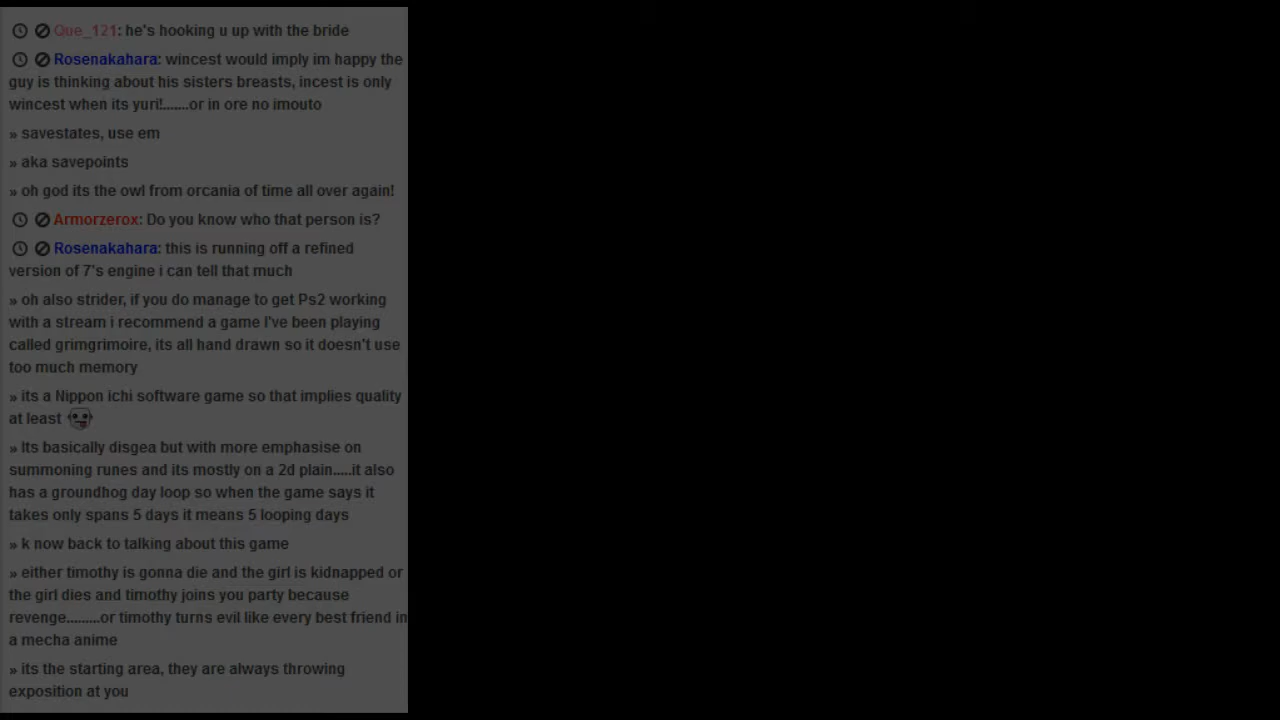 Que_121: he's hooking u up with the bride
Rosenakahara: wincest would imply im happy the
guy is thinking about his sisters breasts, incest is only
wincest when its yuri!.......or in ore no imouto
» savestates, use em
» aka savepoints
» oh god its the owl from orcania of time all over again!
Armorzerox: Do you know who that person is?
Rosenakahara: this is running off a refined
version of 7's engine i can tell that much
» oh also strider, if you do manage to get Ps2 working
with a stream i recommend a game I've been playing
called grimgrimoire, its all hand drawn so it doesn't use
too much memory
» its a Nippon ichi software game so that implies quality
at least
» Its basically disgea but with more emphasise on
summoning runes and its mostly on a 2d plain.....it also
has a groundhog day loop so when the game says it
takes only spans 5 days it means 5 looping days
» k now back to talking about this game
» either timothy is gonna die and the girl is kidnapped or
the girl dies and timothy joins you party because
revenge.........or timothy turns evil like every best friend in
a mecha anime
» its the starting area, they are always throwing
exposition at you